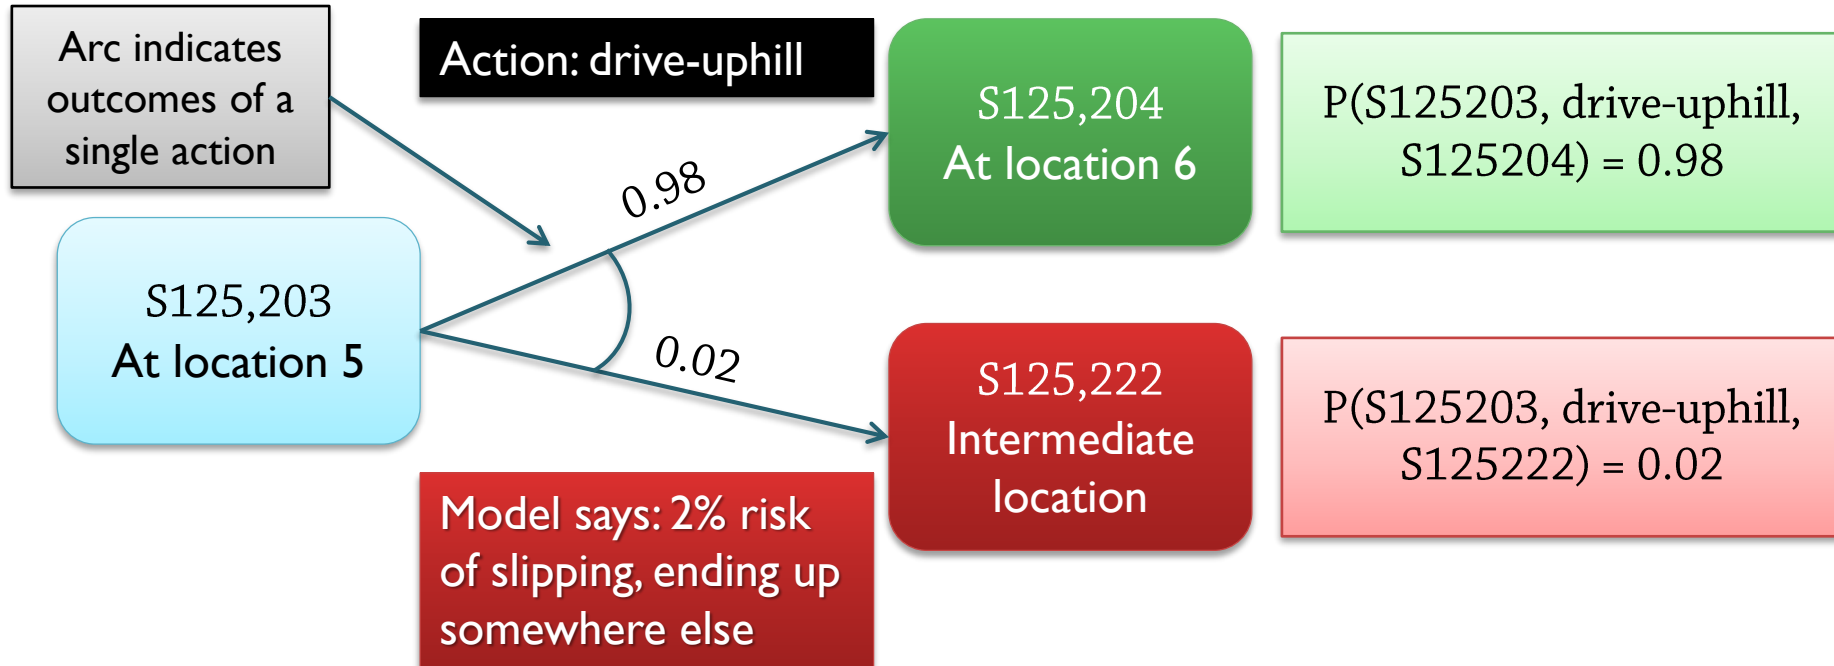 Arc indicates
outcomes of a
single action
Action: drive-uphill
S125,204
At location 6
P(S125203, drive-uphill,
S125204) = 0.98
0.98
S125,203
At location 5
0.02
S125,222
Intermediate
location
P(S125203, drive-uphill,
S125222) = 0.02
Model says: 2% risk
of slipping, ending up
somewhere else